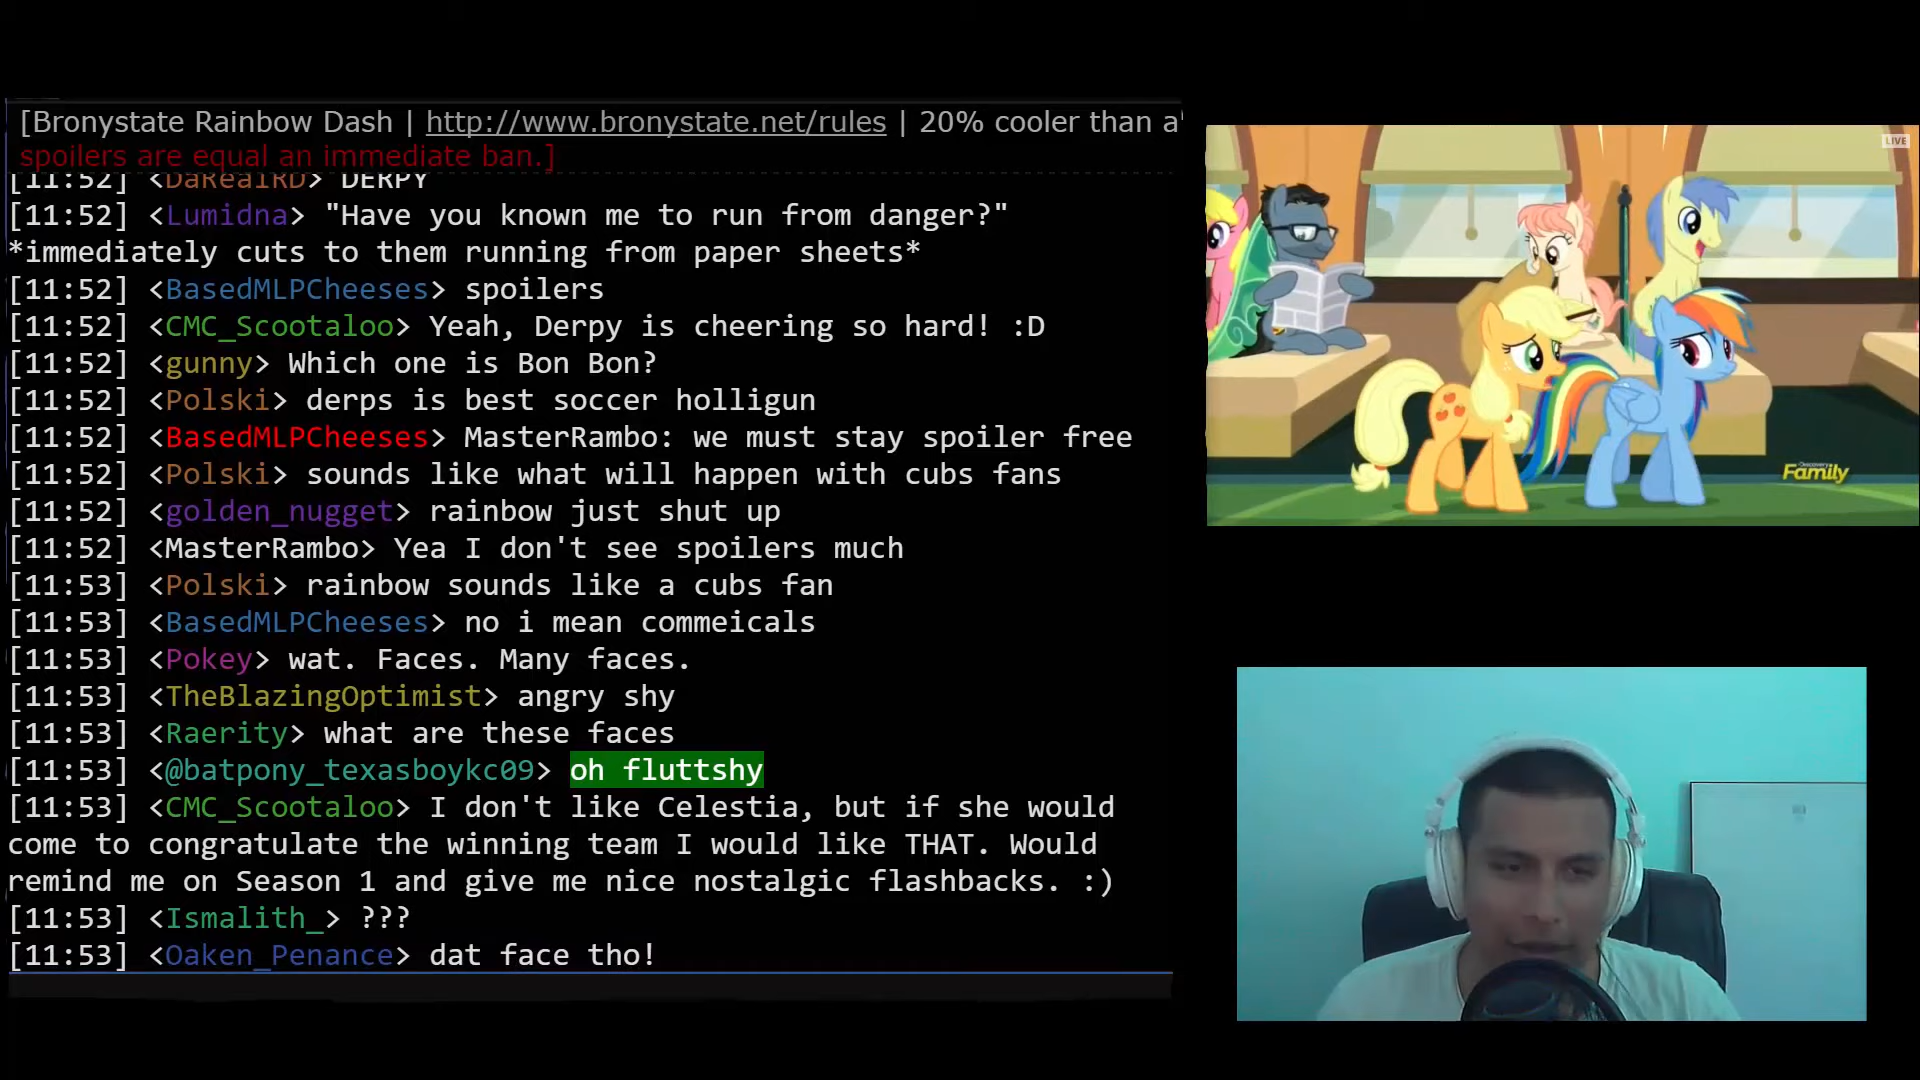 [Bronystate Rainbow Dash | http://www.bronystate.net/rules | 20% cooler than a
spoilers are equal an immediate ban.]
[11:52] <DaRealRD> DERPY
[11:52] <Lumidna> "Have you known me to run from danger?"
*immediately cuts to them running from paper sheets*
[11:52] <BasedMLPCheeses> spoilers
[11:52] <CMC_Scootaloo> Yeah, Derpy is cheering so hard! :D
[11:52] <gunny> Which one is Bon Bon?
[11:52] <Polski> derps is best soccer holligun
[11:52] <BasedMLPCheeses> MasterRambo: we must stay spoiler free
[11:52] <Polski> sounds like what will happen with cubs fans
[11:52] <golden_nugget> rainbow just shut up
[11:52] <MasterRambo> Yea I don't see spoilers much
[11:53] <Polski> rainbow sounds like a cubs fan
[11:53] <BasedMLPCheeses> no i mean commeicals
[11:53] <Pokey> wat. Faces. Many faces.
[11:53] <TheBlazingOptimist> angry shy
[11:53] <Raerity> what are these faces
[11:53] <@batpony_texasboykc09> oh fluttshy
[11:53] <CMC_Scootaloo> I don't like Celestia, but if she would
come to congratulate the winning team I would like THAT. Would
remind me on Season 1 and give me nice nostalgic flashbacks. :)
[11:53] <Ismalith_> ???
[11:53] <Oaken_Penance> dat face tho!
LIVE
Discovery
Family